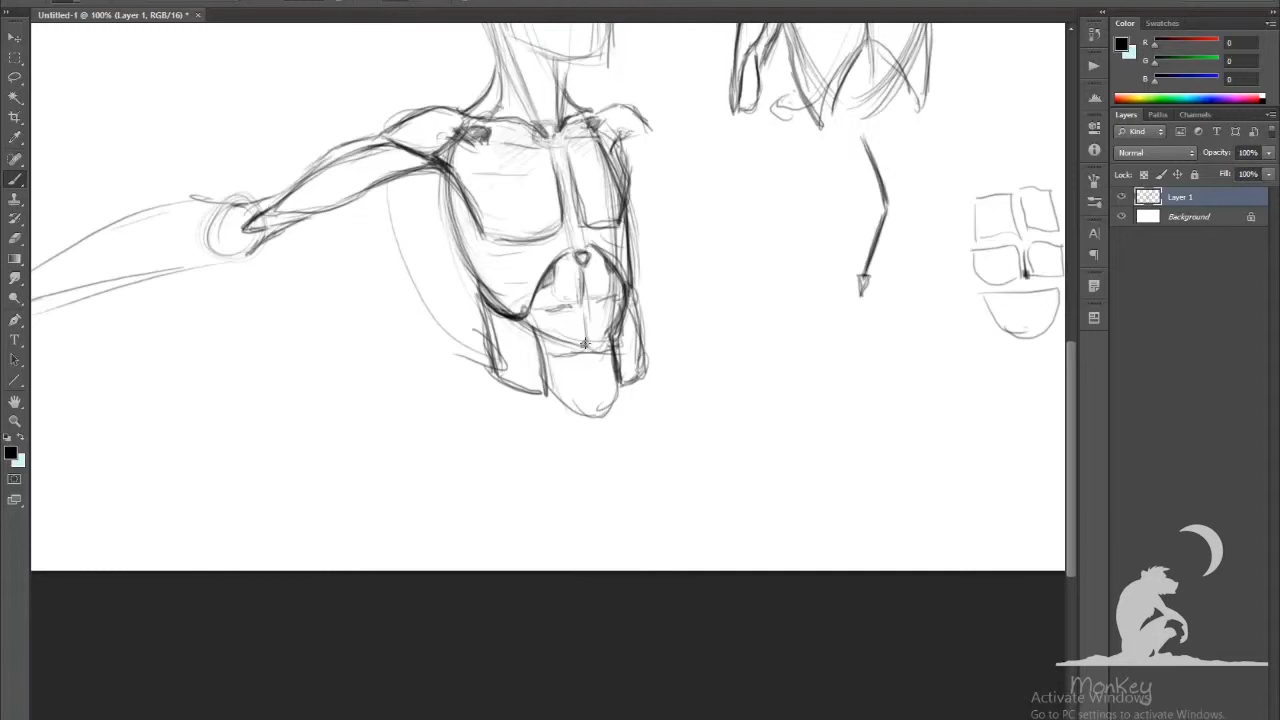 Untitled-1 @ 100% (Layer 1, RGB/16) * ×
Color Swatches
R 0
G 0
B 0
Layers Paths Channels
Kind
Normal Opacity: 100%
Lock: Fill: 100%
Layer 1
Background
Monkey
Activate Windows
Go to PC settings to activate Windows.